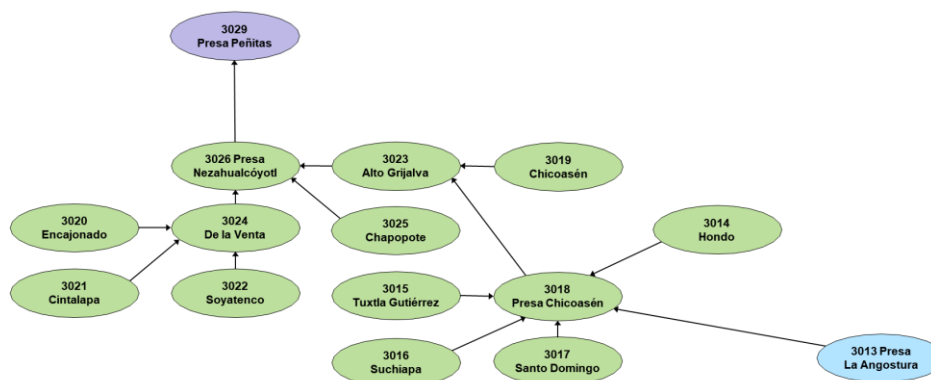 3029
Presa Peñitas
3026 Presa
Nezahualcóyotl
3023
Alto Grijalva
3019
Chicoasén
3020
Encajonado
3024
De la Venta
3025
Chapopote
3014
Hondo
3021
Cintalapa
3022
Soyatenco
3015
Tuxtla Gutiérrez
3018
Presa Chicoasén
3016
Suchiapa
3017
Santo Domingo
3013 Presa
La Angostura